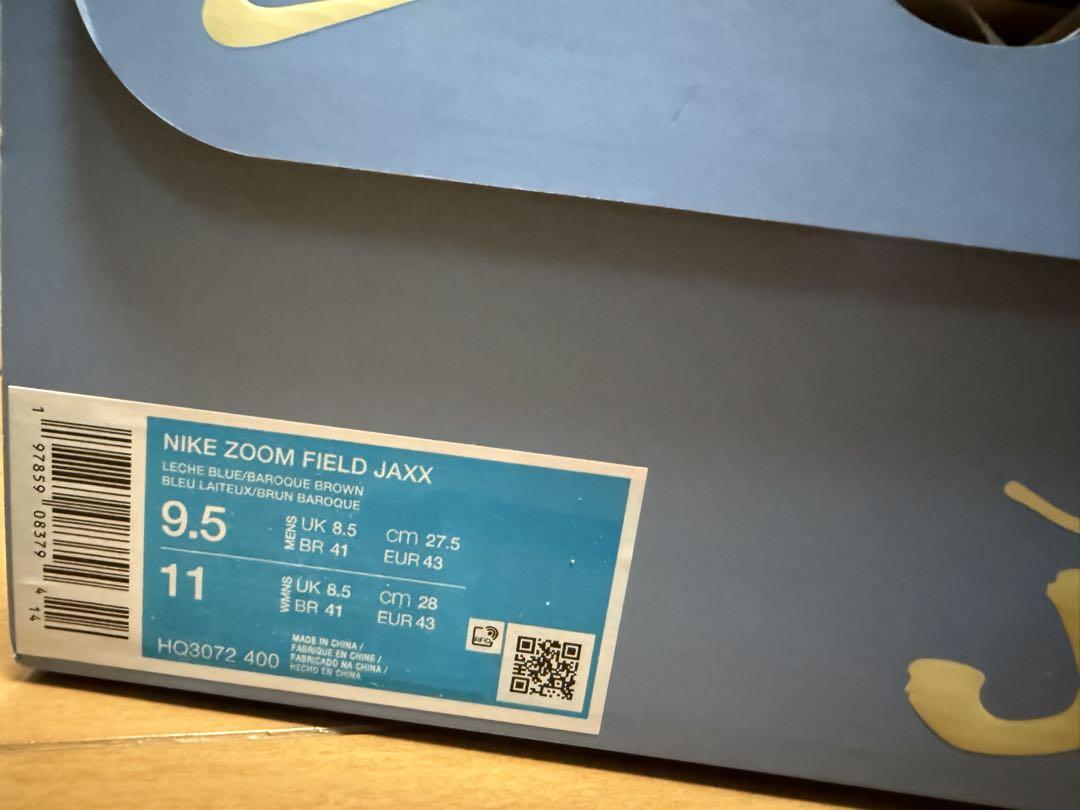 NIKE ZOOM FIELD JAXX
LECHE BLUE/BAROQUE BROWN
BLEU LAITEUX/BRUN BAROQUE
9.5
MENS
UK 8.5
cm 27.5
BR 41
EUR 43
11
WMNS
UK 8.5
cm 28
BR 41
EUR 43
HQ3072 400
MADE IN CHINA /
FABRIQUE EN CHINE /
FABRICADO NA CHINA /
HECHO EN CHINA
1 97859 08379 4 14